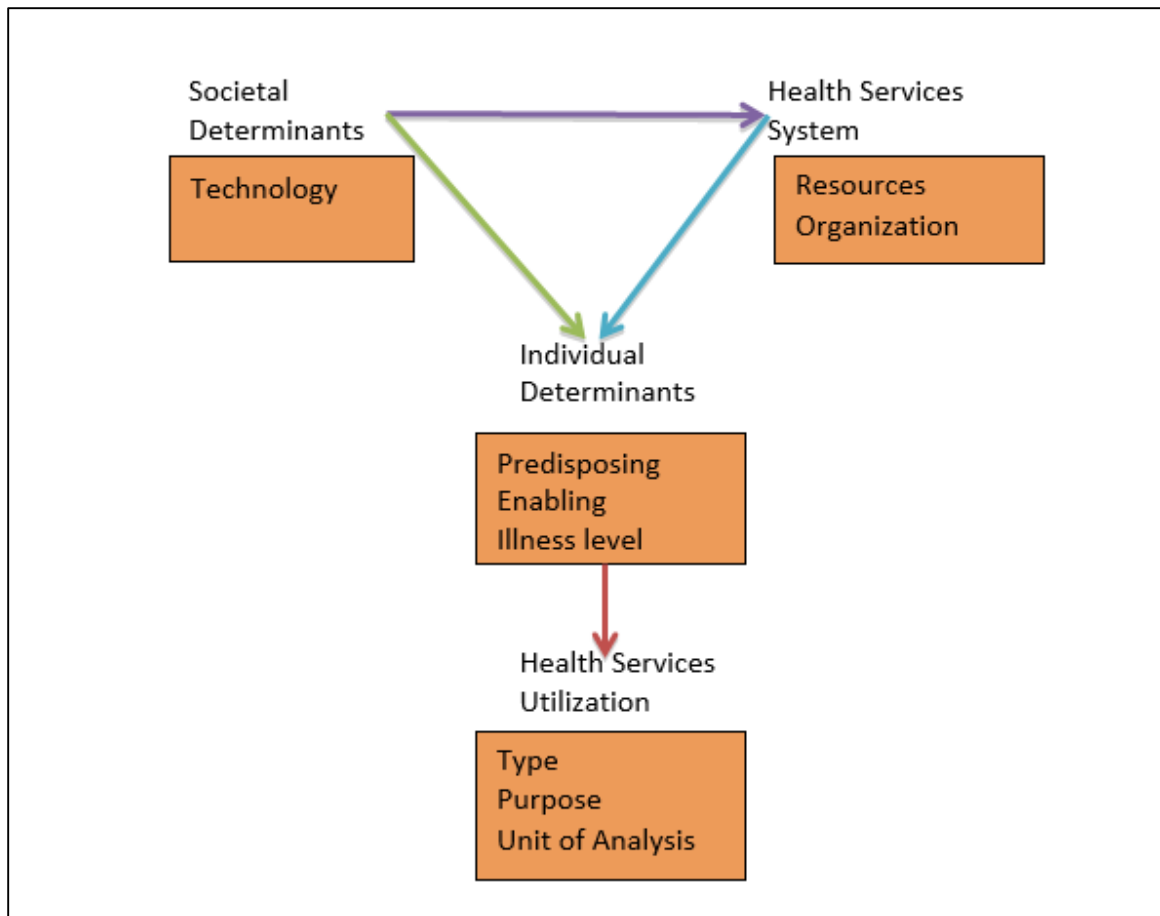 Societal
Determinants
Technology
Health Services
System
Resources
Organization
Individual
Determinants
Predisposing
Enabling
Illness level
Health Services
Utilization
Type
Purpose
Unit of Analysis